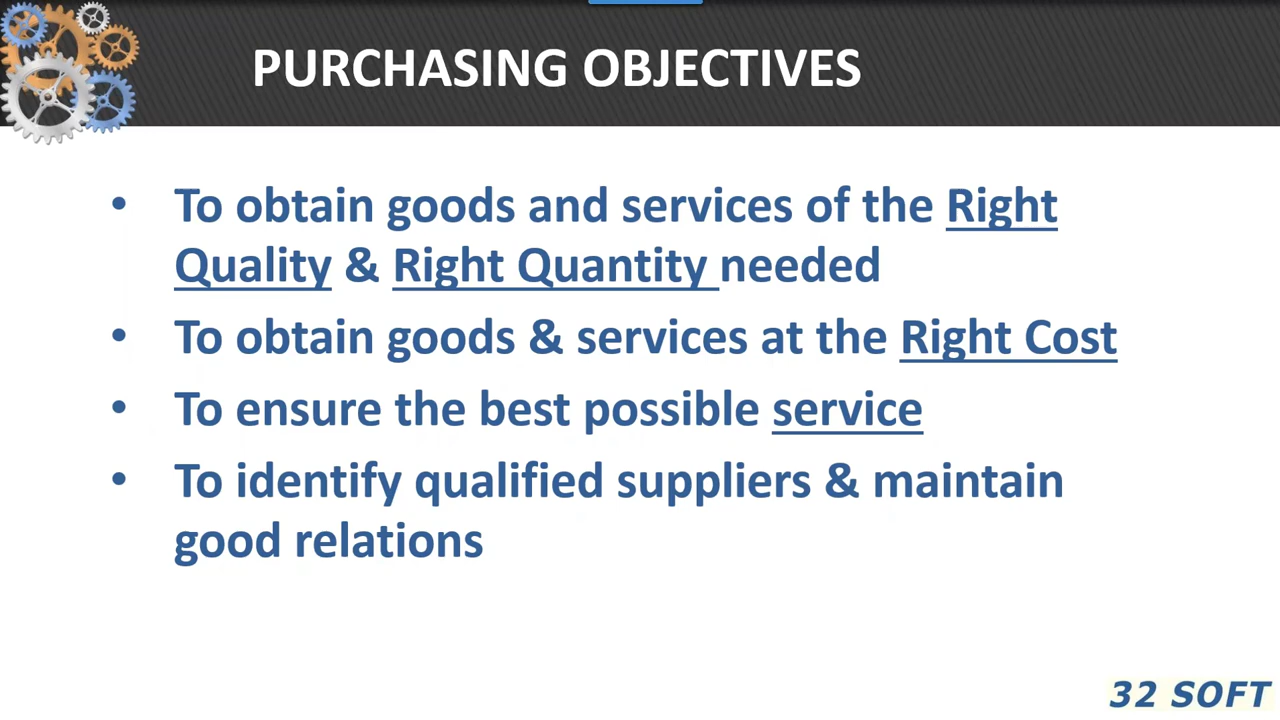 PURCHASING OBJECTIVES
• To obtain goods and services of the Right
Quality & Right Quantity needed
• To obtain goods & services at the Right Cost
• To ensure the best possible service
• To identify qualified suppliers & maintain
good relations
32 SOFT